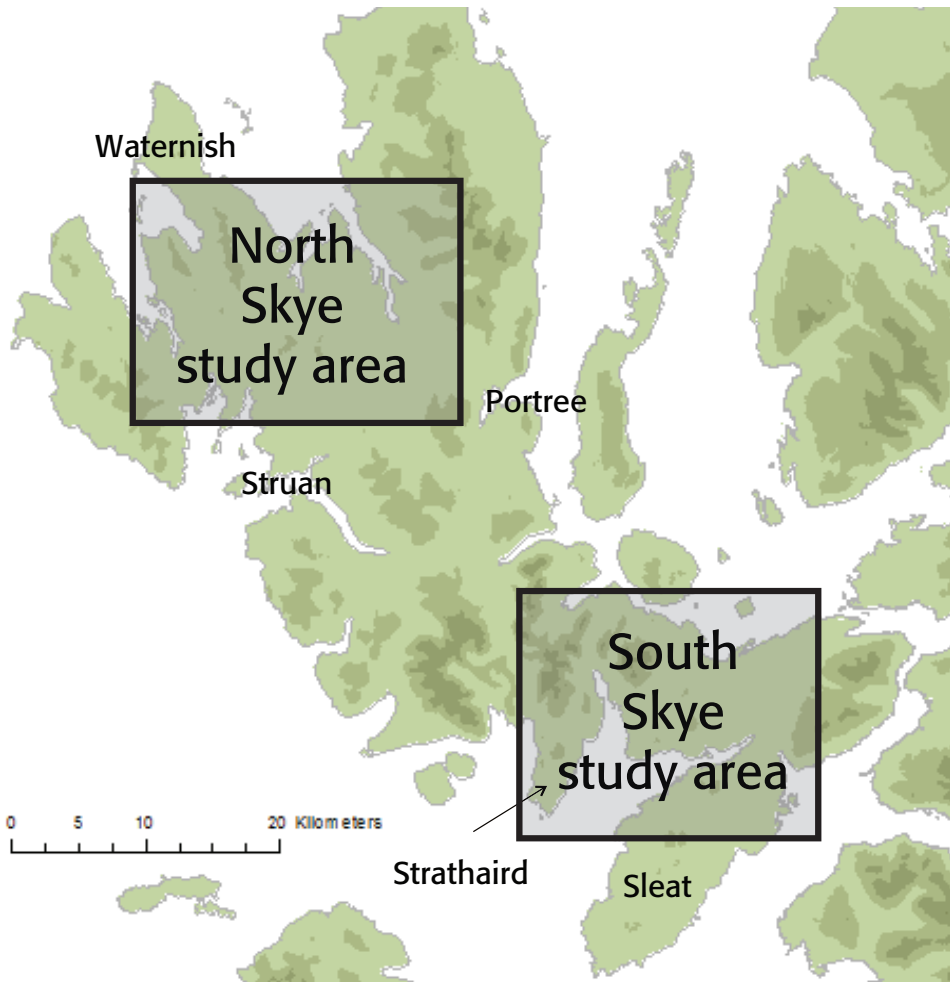 Waternish
North
Skye
study area
Portree
Struan
South
Skye
study area
0 5 10 20 Kilometers
Strathaird
Sleat